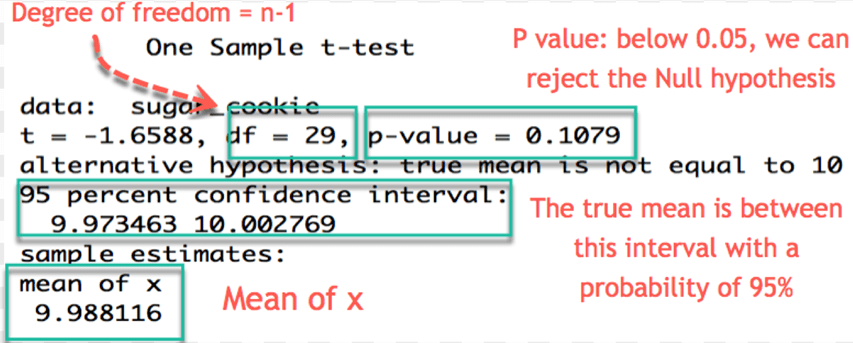 Degree of freedom = n-1
One Sample t-test
P value: below 0.05, we can
reject the Null hypothesis
data: sugar_cookie
t = -1.6588, df = 29, p-value = 0.1079
alternative hypothesis: true mean is not equal to 10
95 percent confidence interval:
9.973463 10.002769
The true mean is between
this interval with a
probability of 95%
sample estimates:
mean of x
9.988116
Mean of x